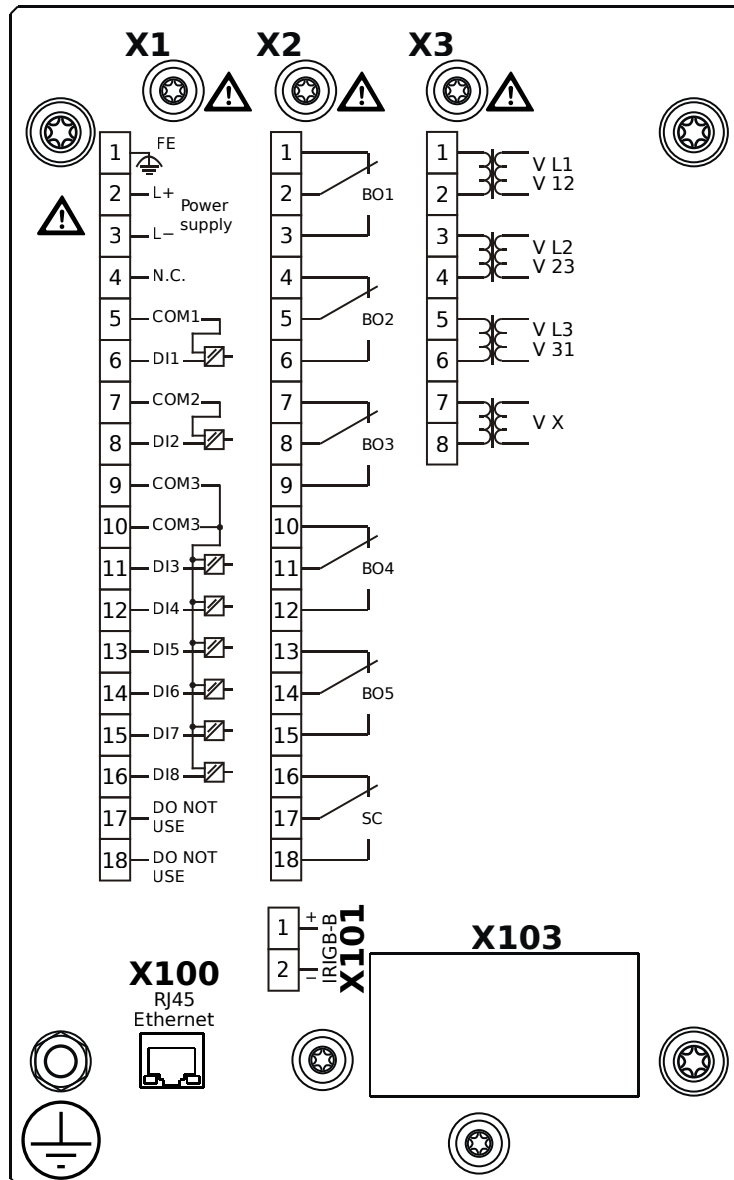 X1 X2 X3
1 FE
2 L+
Power
supply
3 L−
4 N.C.
5 COM1
6 DI1
7 COM2
8 DI2
9 COM3
10 COM3
11 DI3
12 DI4
13 DI5
14 DI6
15 DI7
16 DI8
17 DO NOT
USE
18 DO NOT
USE
1
2 BO1
3
4
5 BO2
6
7
8 BO3
9
10
11 BO4
12
13
14 BO5
15
16
17 SC
18
1 V L1
2 V 12
3 V L2
4 V 23
5 V L3
6 V 31
7 V X
8
1 +
2 −
IRIGB-B
X101
X100
RJ45
Ethernet
X103